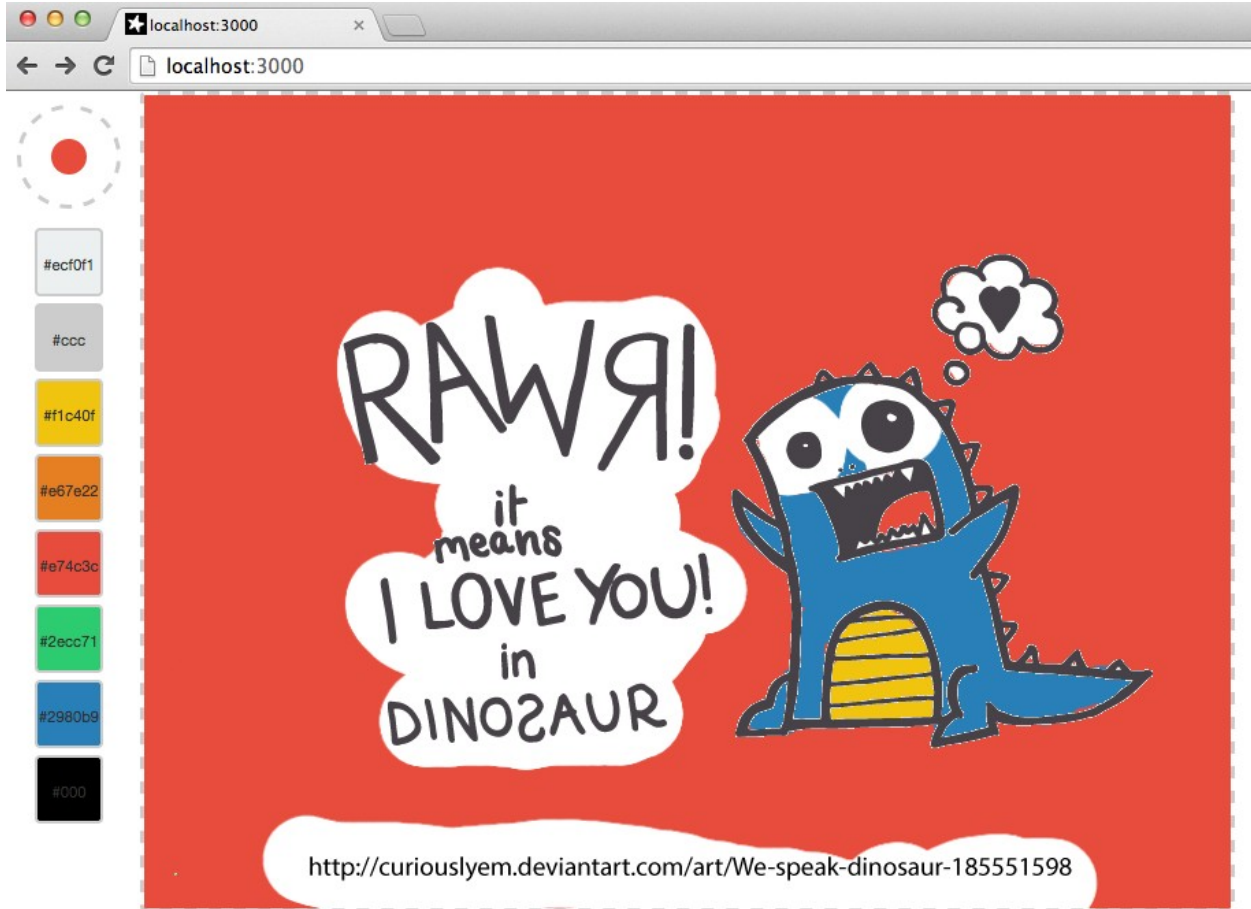 localhost:3000
localhost:3000
#ecf0f1
#ccc
#f1c40f
#e67e22
#e74c3c
#2ecc71
#2980b9
#000
RAWR!
it
means
I LOVE YOU!
in
DINOSAUR
http://curiouslyem.deviantart.com/art/We-speak-dinosaur-185551598